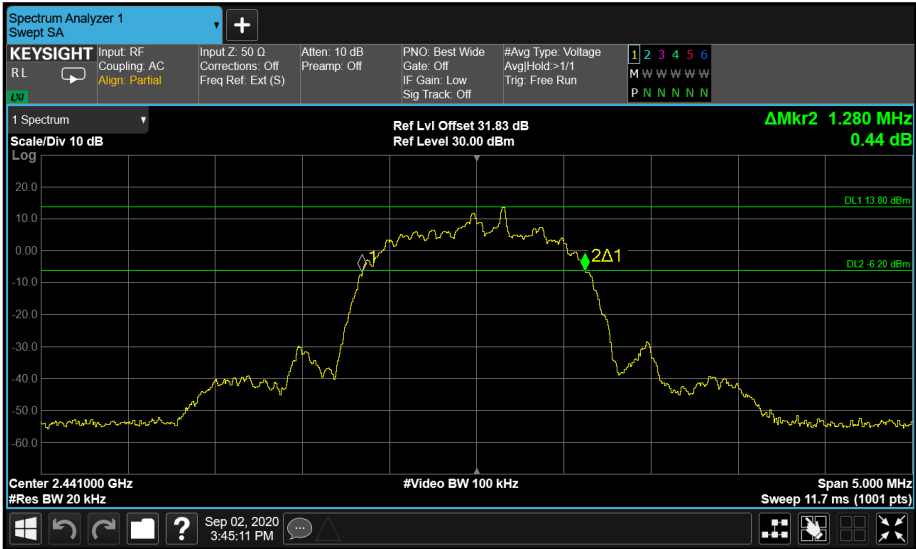 Spectrum Analyzer 1
Swept SA
+
KEYSIGHT
RL
LXI
Input: RF
Coupling: AC
Align: Partial
Input Z: 50 Ω
Corrections: Off
Freq Ref: Ext (S)
Atten: 10 dB
Preamp: Off
PNO: Best Wide
Gate: Off
IF Gain: Low
Sig Track: Off
#Avg Type: Voltage
Avg|Hold:>1/1
Trig: Free Run
1 2 3 4 5 6
M W W W W W W
P N N N N N N
1 Spectrum
Scale/Div 10 dB
Ref Lvl Offset 31.83 dB
Ref Level 30.00 dBm
ΔMkr2 1.280 MHz
0.44 dB
Log
20.0
DL1 13.80 dBm
10.0
0.00
1
2Δ1
DL2 -6.20 dBm
-10.0
-20.0
-30.0
-40.0
-50.0
-60.0
Center 2.441000 GHz
#Video BW 100 kHz
Span 5.000 MHz
#Res BW 20 kHz
Sweep 11.7 ms (1001 pts)
?
Sep 02, 2020
3:45:11 PM